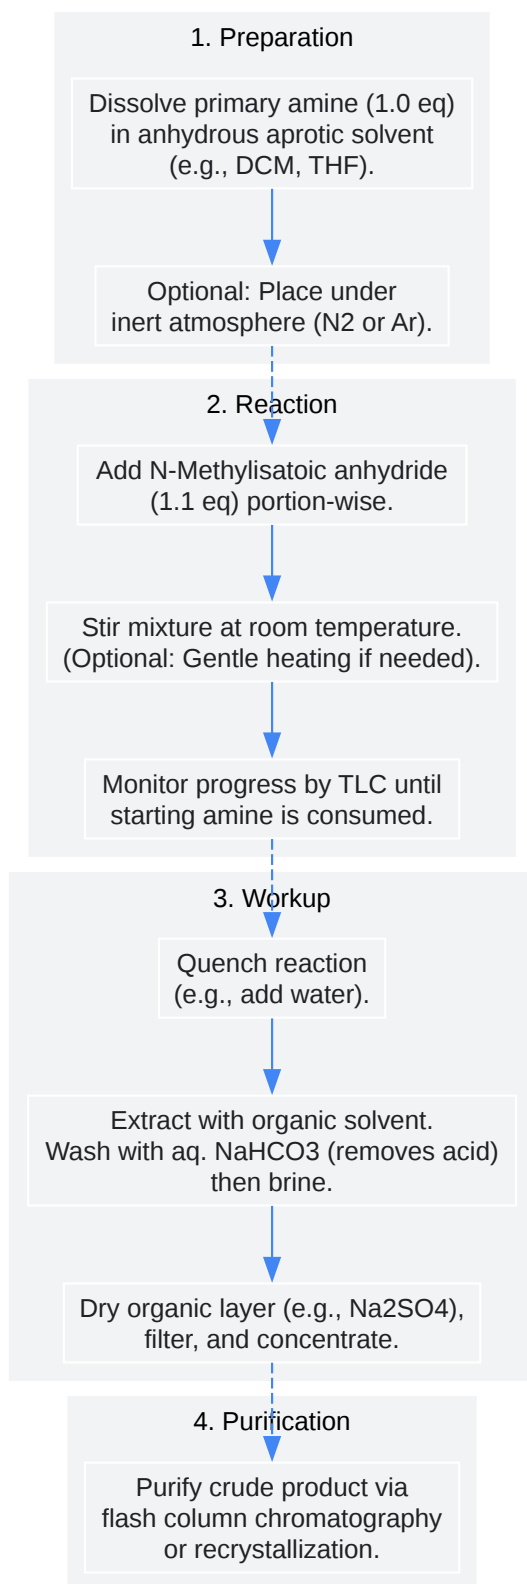 1. Preparation
Dissolve primary amine (1.0 eq)
in anhydrous aprotic solvent
(e.g., DCM, THF).
Optional: Place under
inert atmosphere (N2 or Ar).
2. Reaction
Add N-Methylisatoic anhydride
(1.1 eq) portion-wise.
Stir mixture at room temperature.
(Optional: Gentle heating if needed).
Monitor progress by TLC until
starting amine is consumed.
3. Workup
Quench reaction
(e.g., add water).
Extract with organic solvent.
Wash with aq. NaHCO3 (removes acid)
then brine.
Dry organic layer (e.g., Na2SO4),
filter, and concentrate.
4. Purification
Purify crude product via
flash column chromatography
or recrystallization.